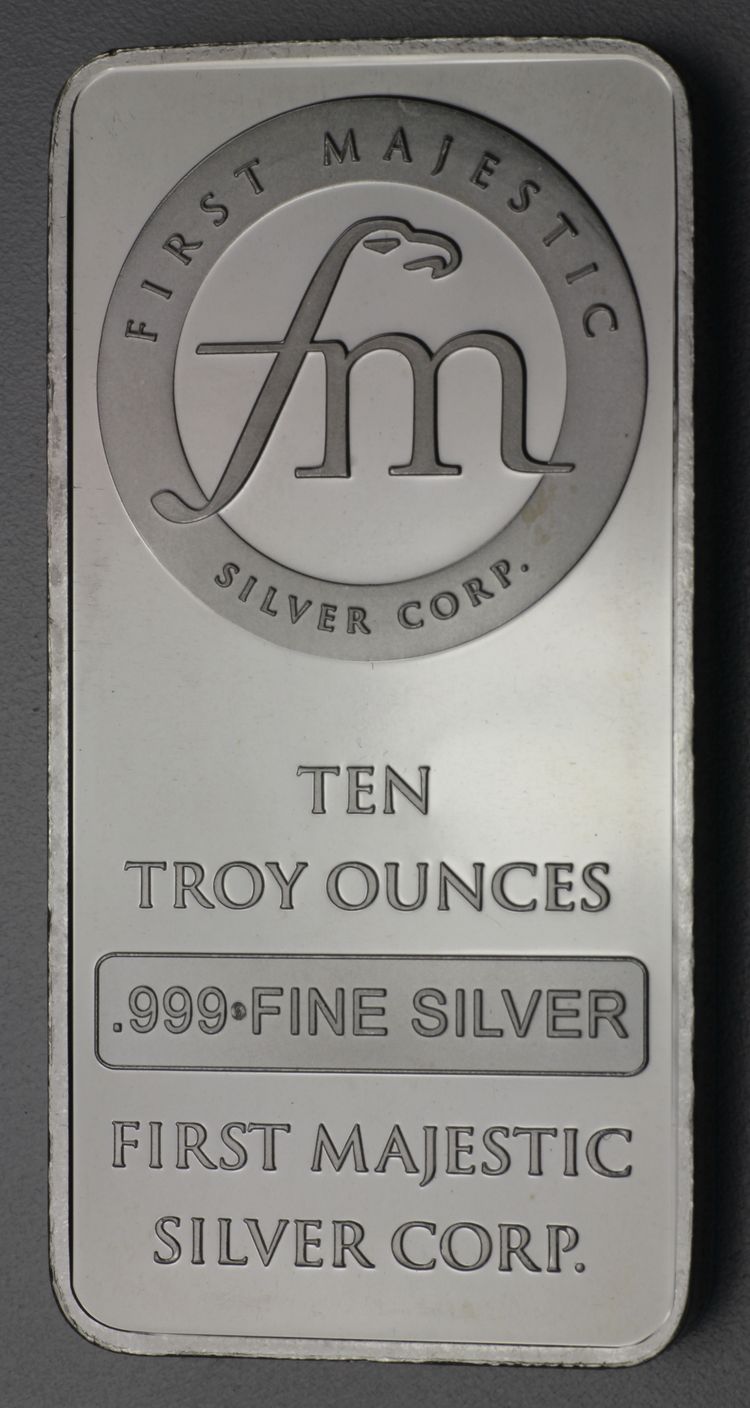 FIRST MAJESTIC
fm
SILVER CORP.
TEN
TROY OUNCES
.999•FINE SILVER
FIRST MAJESTIC
SILVER CORP.